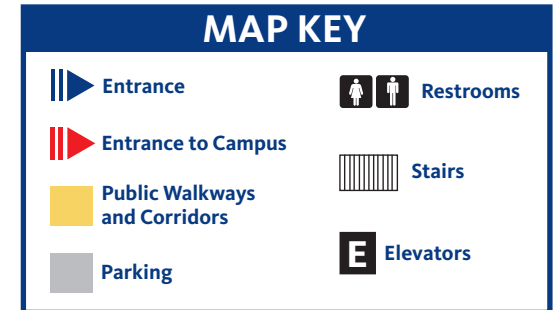 MAP KEY
Entrance
Entrance to Campus
Public Walkways
and Corridors
Parking
Restrooms
Stairs
E Elevators